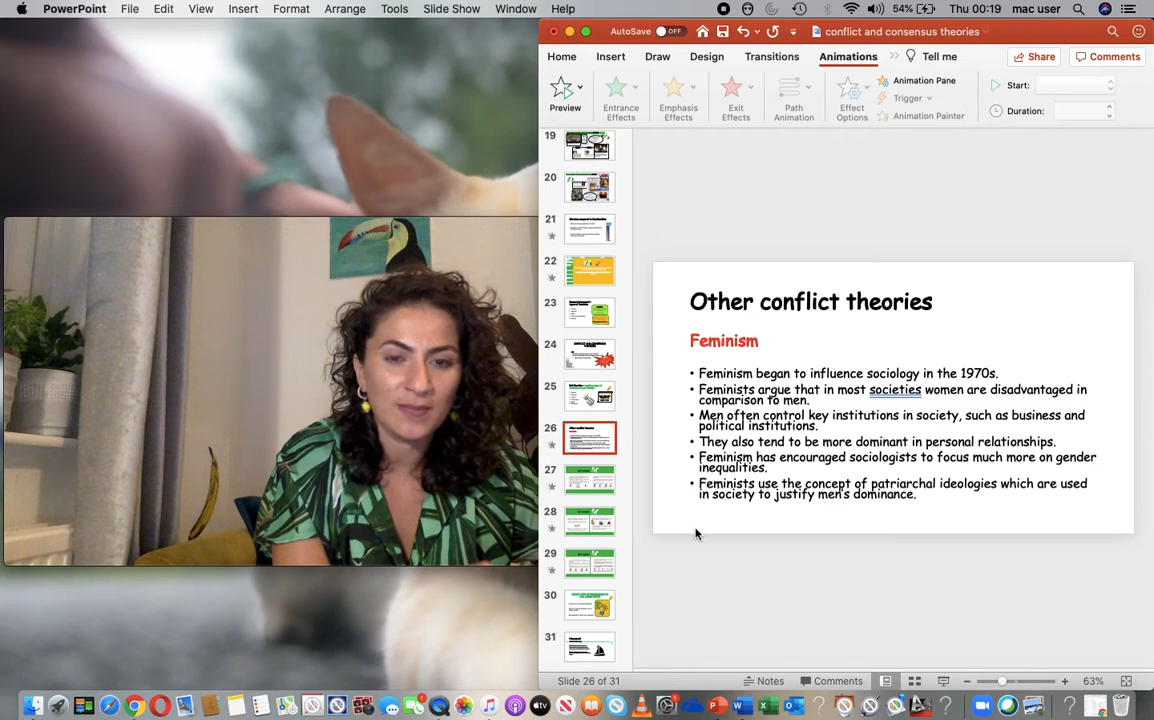 PowerPoint File Edit View Insert Format Arrange Tools Slide Show Window Help
54% Thu 00:19 mac user
AutoSave OFF conflict and consensus theories
Home Insert Draw Design Transitions Animations Tell me Share Comments
Preview
Entrance Effects
Emphasis Effects
Exit Effects
Path Animation
Effect Options
Animation Pane
Trigger
Animation Painter
Start:
Duration:
19
20
21
22
23
24
25
26
27
28
29
30
31
Other conflict theories
Feminism
• Feminism began to influence sociology in the 1970s.
• Feminists argue that in most societies women are disadvantaged in
comparison to men.
• Men often control key institutions in society, such as business and
political institutions.
• They also tend to be more dominant in personal relationships.
• Feminism has encouraged sociologists to focus much more on gender
inequalities.
• Feminists use the concept of patriarchal ideologies which are used
in society to justify men's dominance.
Slide 26 of 31 Notes Comments 63%